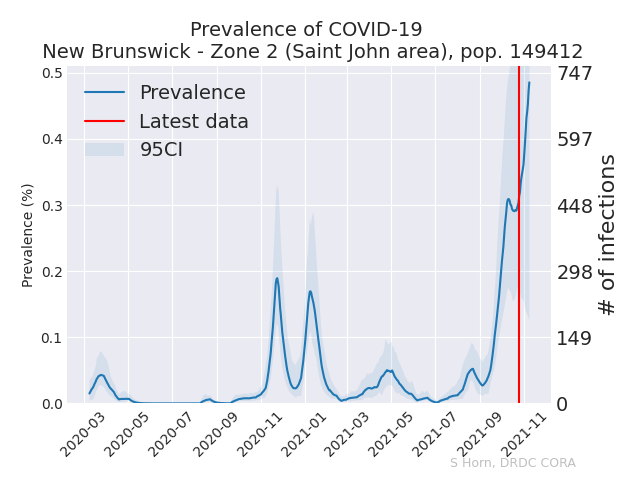 Prevalence of COVID-19
New Brunswick - Zone 2 (Saint John area), pop. 149412
Prevalence
Latest data
95CI
Prevalence (%)
0.5
0.4
0.3
0.2
0.1
0.0
747
597
448
298
149
0
# of infections
2020-03
2020-05
2020-07
2020-09
2020-11
2021-01
2021-03
2021-05
2021-07
2021-09
2021-11
S Horn, DRDC CORA